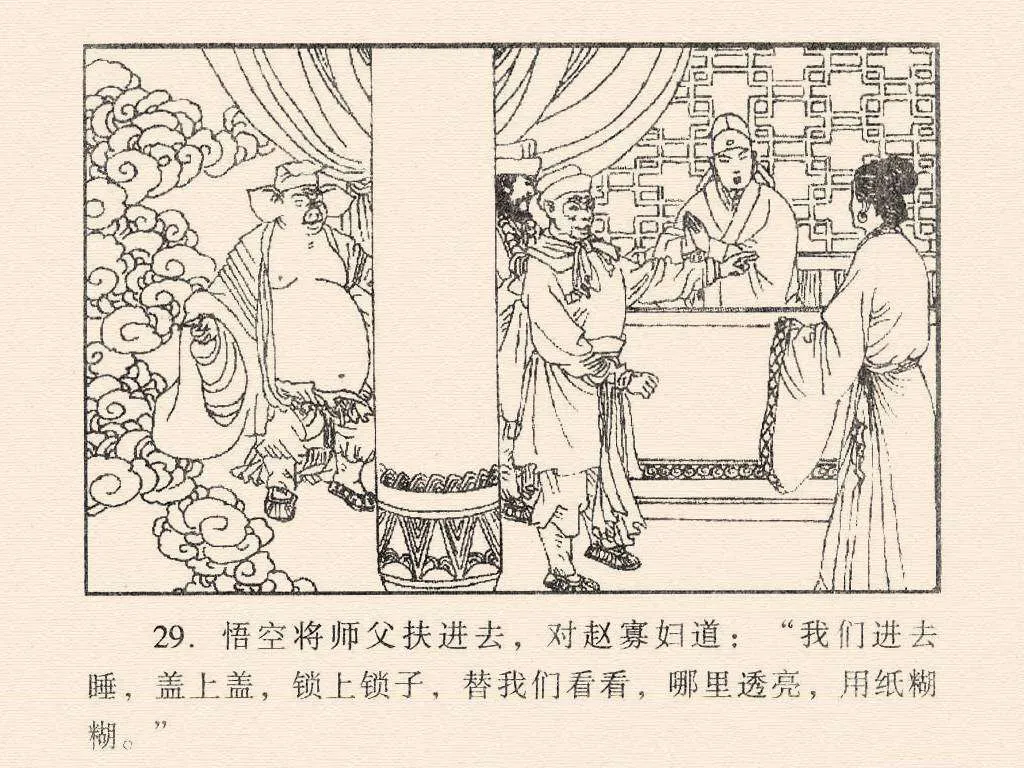 29. 悟空将师父扶进去，对赵寡妇道：“我们进去
睡，盖上盖，锁上锁子，替我们看看，哪里透亮，用纸糊
糊。”